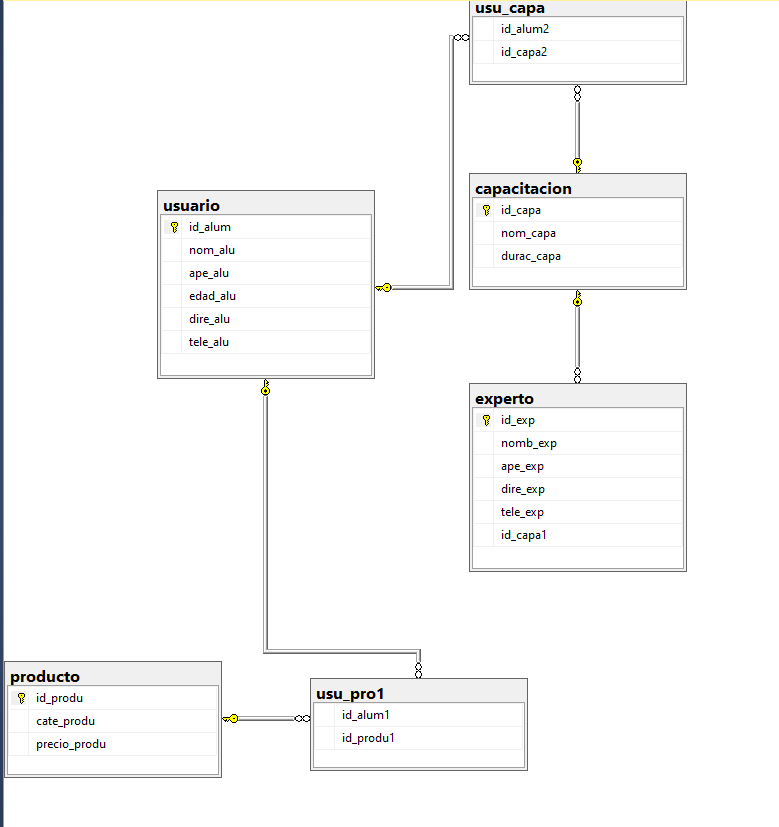 usu_capa
id_alum2
id_capa2
capacitacion
id_capa
nom_capa
durac_capa
usuario
id_alum
nom_alu
ape_alu
edad_alu
dire_alu
tele_alu
experto
id_exp
nomb_exp
ape_exp
dire_exp
tele_exp
id_capa1
producto
id_produ
cate_produ
precio_produ
usu_pro1
id_alum1
id_produ1